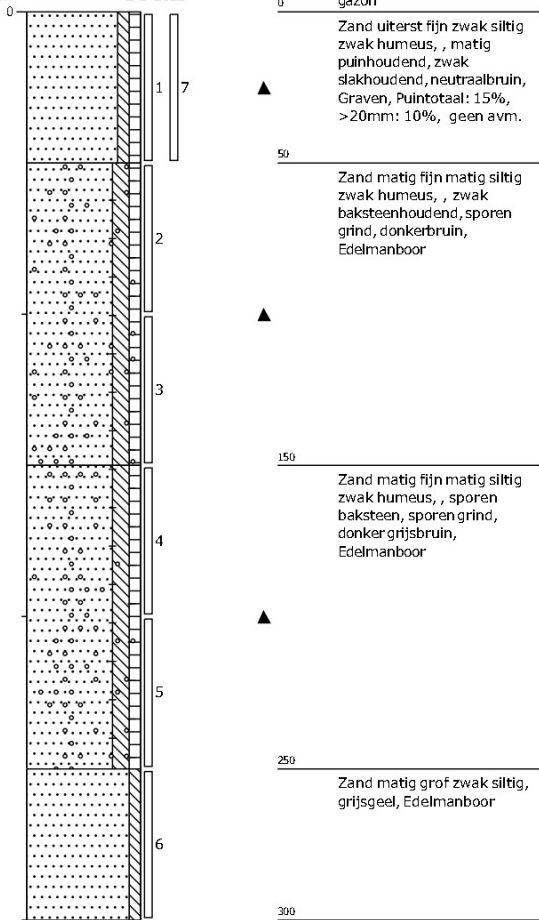 0
0
gazon
Zand uiterst fijn zwak siltig
zwak humeus, , matig
puinhoudend, zwak
slakhoudend, neutraalbruin,
Graven, Puintotaal: 15%,
>20mm: 10%, geen avm.
1
7
50
Zand matig fijn matig siltig
zwak humeus, , zwak
baksteenhoudend, sporen
grind, donkerbruin,
Edelmanboor
2
3
150
Zand matig fijn matig siltig
zwak humeus, , sporen
baksteen, sporen grind,
donker grijsbruin,
Edelmanboor
4
5
250
Zand matig grof zwak siltig,
grijsgeel, Edelmanboor
6
300